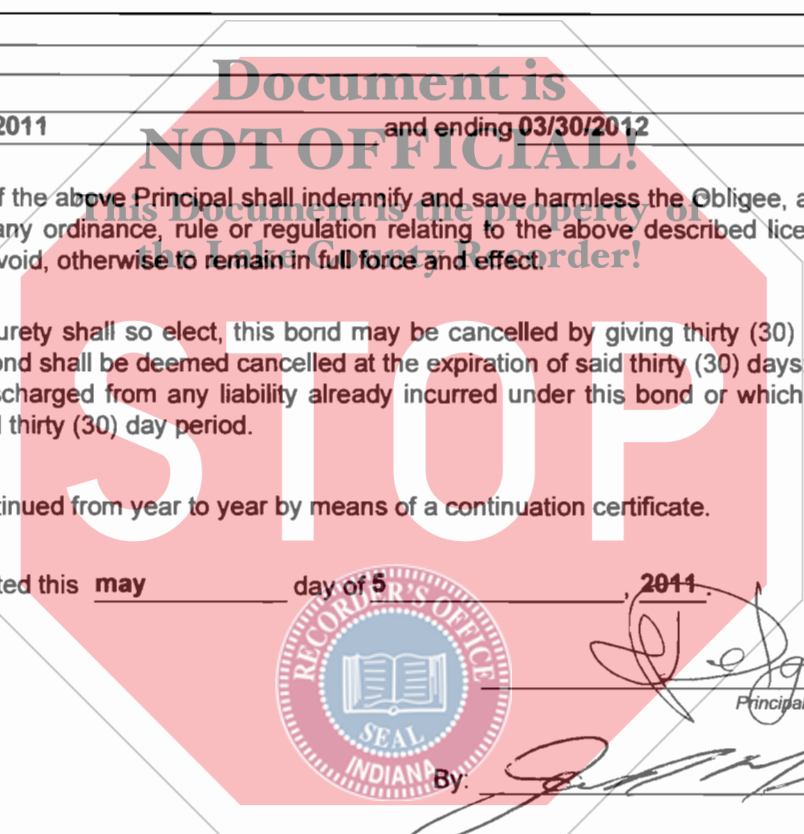 Document is
2011 and ending 03/30/2012
NOT OFFICIAL!
f the above Principal shall indemnify and save harmless the Obligee, a
This Document is the property of
any ordinance, rule or regulation relating to the above described lice
the Lake County Recorder!
void, otherwise to remain in full force and effect.
STOP
urety shall so elect, this bond may be cancelled by giving thirty (30)
ond shall be deemed cancelled at the expiration of said thirty (30) days
scharged from any liability already incurred under this bond or which
thirty (30) day period.
tinued from year to year by means of a continuation certificate.
ted this may day of 5, 2011.
RECORDER'S OFFICE
SEAL
INDIANA
Principal
By: